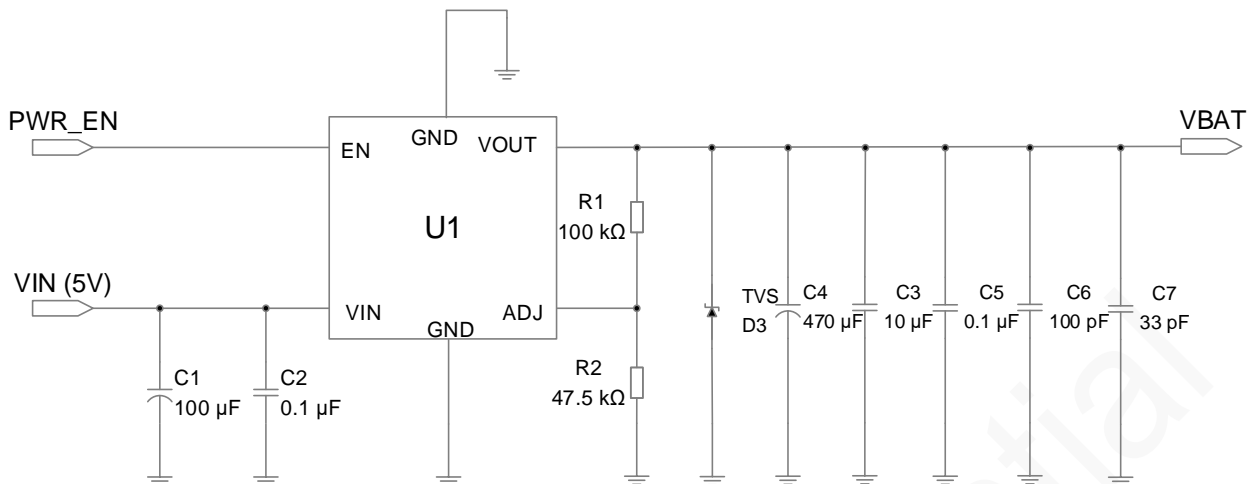 PWR_EN
VIN (5V)
EN
GND
VOUT
U1
VIN
GND
ADJ
C1
100 µF
C2
0.1 µF
R1
100 kΩ
R2
47.5 kΩ
TVS
D3
C4
470 µF
C3
10 µF
C5
0.1 µF
C6
100 pF
C7
33 pF
VBAT